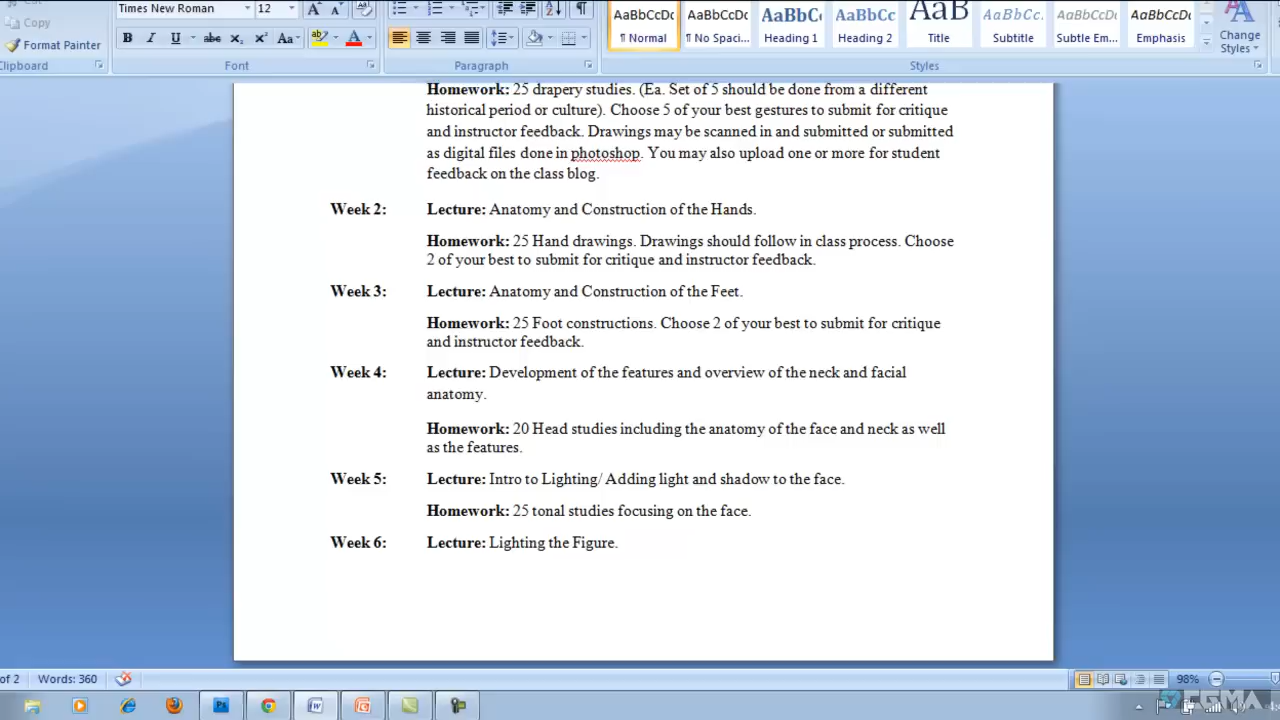 Cut
Times New Roman 12
Copy
B I U abc x₂ x² Aa ab A
AaBbCcDc AaBbCcDc AaBbCc AaBbCc AaB AaBbCc. AaBbCcD. AaBbCcDc
Format Painter
¶ Normal ¶ No Spaci... Heading 1 Heading 2 Title Subtitle Subtle Em... Emphasis Change Styles
Clipboard Font Paragraph Styles
Homework: 25 drapery studies. (Ea. Set of 5 should be done from a different
historical period or culture). Choose 5 of your best gestures to submit for critique
and instructor feedback. Drawings may be scanned in and submitted or submitted
as digital files done in photoshop. You may also upload one or more for student
feedback on the class blog.
Week 2: Lecture: Anatomy and Construction of the Hands.
Homework: 25 Hand drawings. Drawings should follow in class process. Choose
2 of your best to submit for critique and instructor feedback.
Week 3: Lecture: Anatomy and Construction of the Feet.
Homework: 25 Foot constructions. Choose 2 of your best to submit for critique
and instructor feedback.
Week 4: Lecture: Development of the features and overview of the neck and facial
anatomy.
Homework: 20 Head studies including the anatomy of the face and neck as well
as the features.
Week 5: Lecture: Intro to Lighting/ Adding light and shadow to the face.
Homework: 25 tonal studies focusing on the face.
Week 6: Lecture: Lighting the Figure.
of 2 Words: 360 98%
Ps W
CGMA